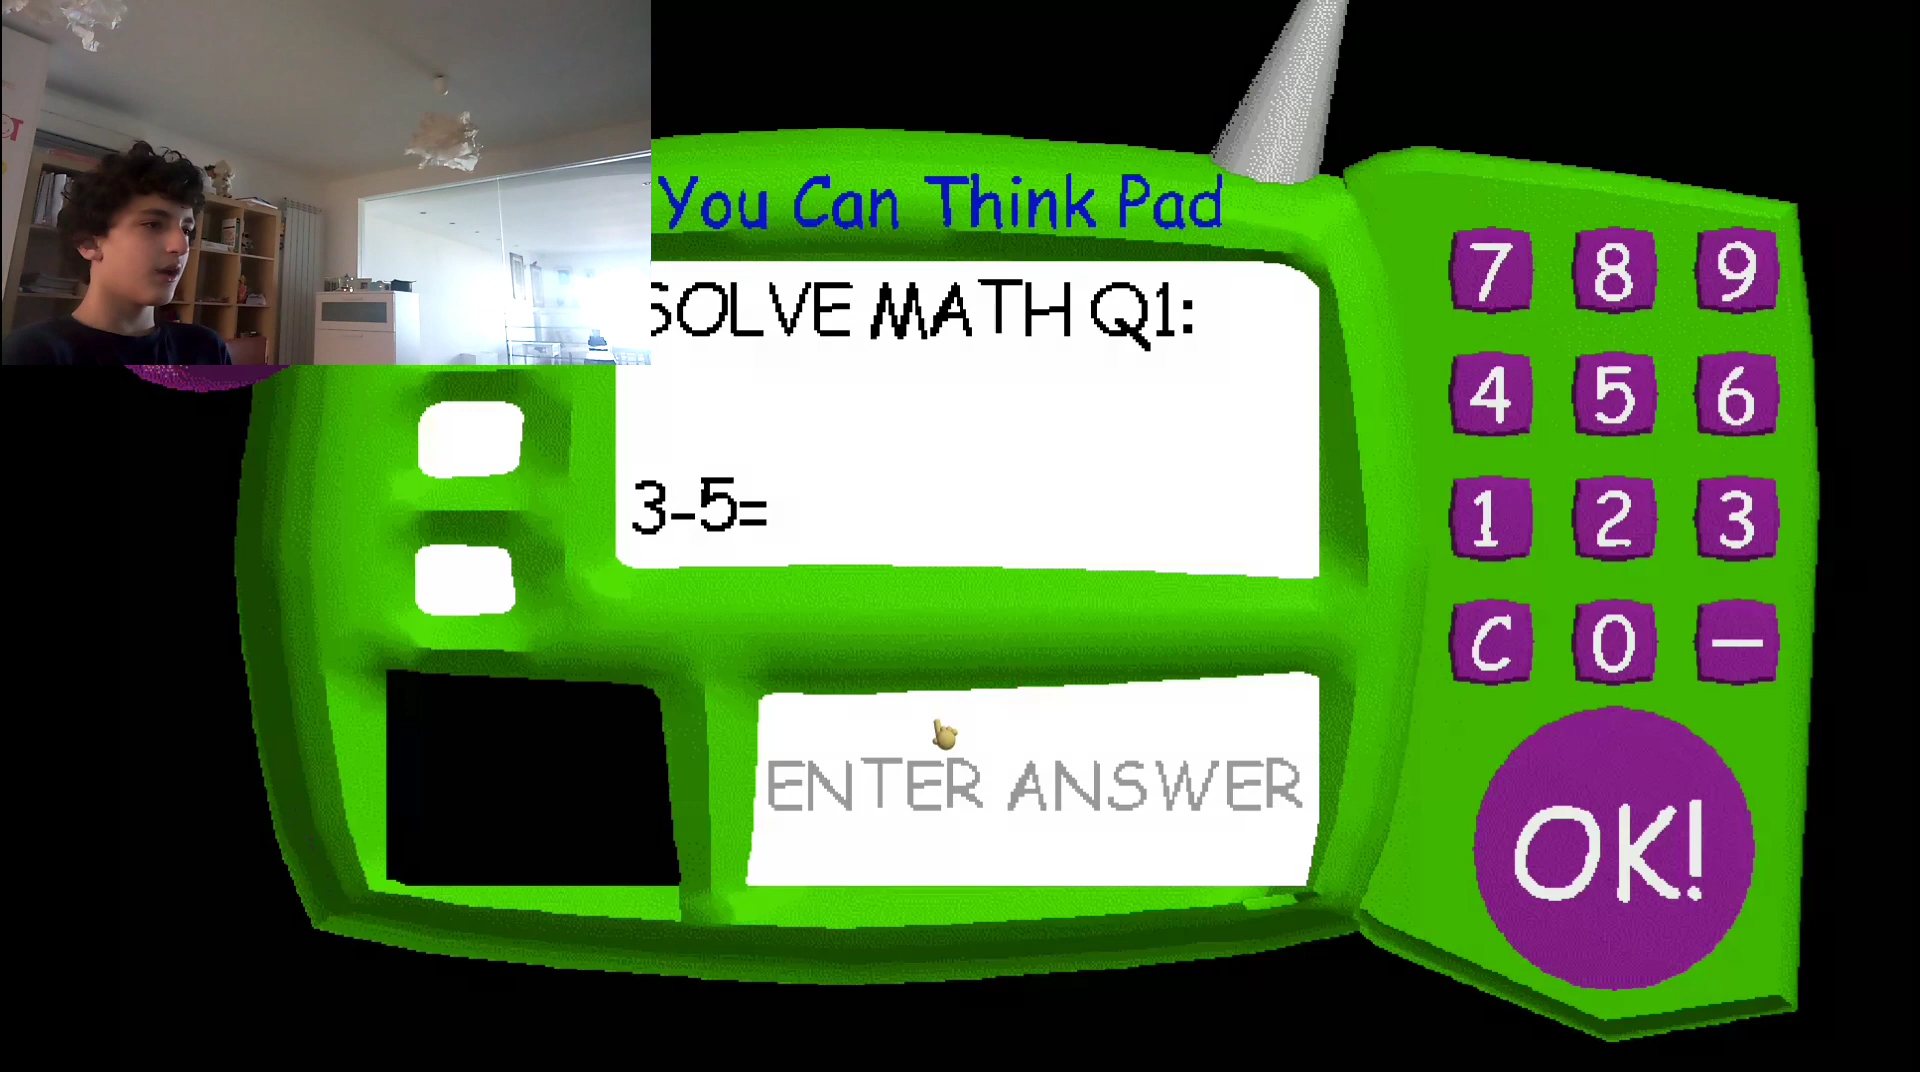 You Can Think Pad
SOLVE MATH Q1:
3-5=
ENTER ANSWER
7 8 9
4 5 6
1 2 3
C 0 —
OK!